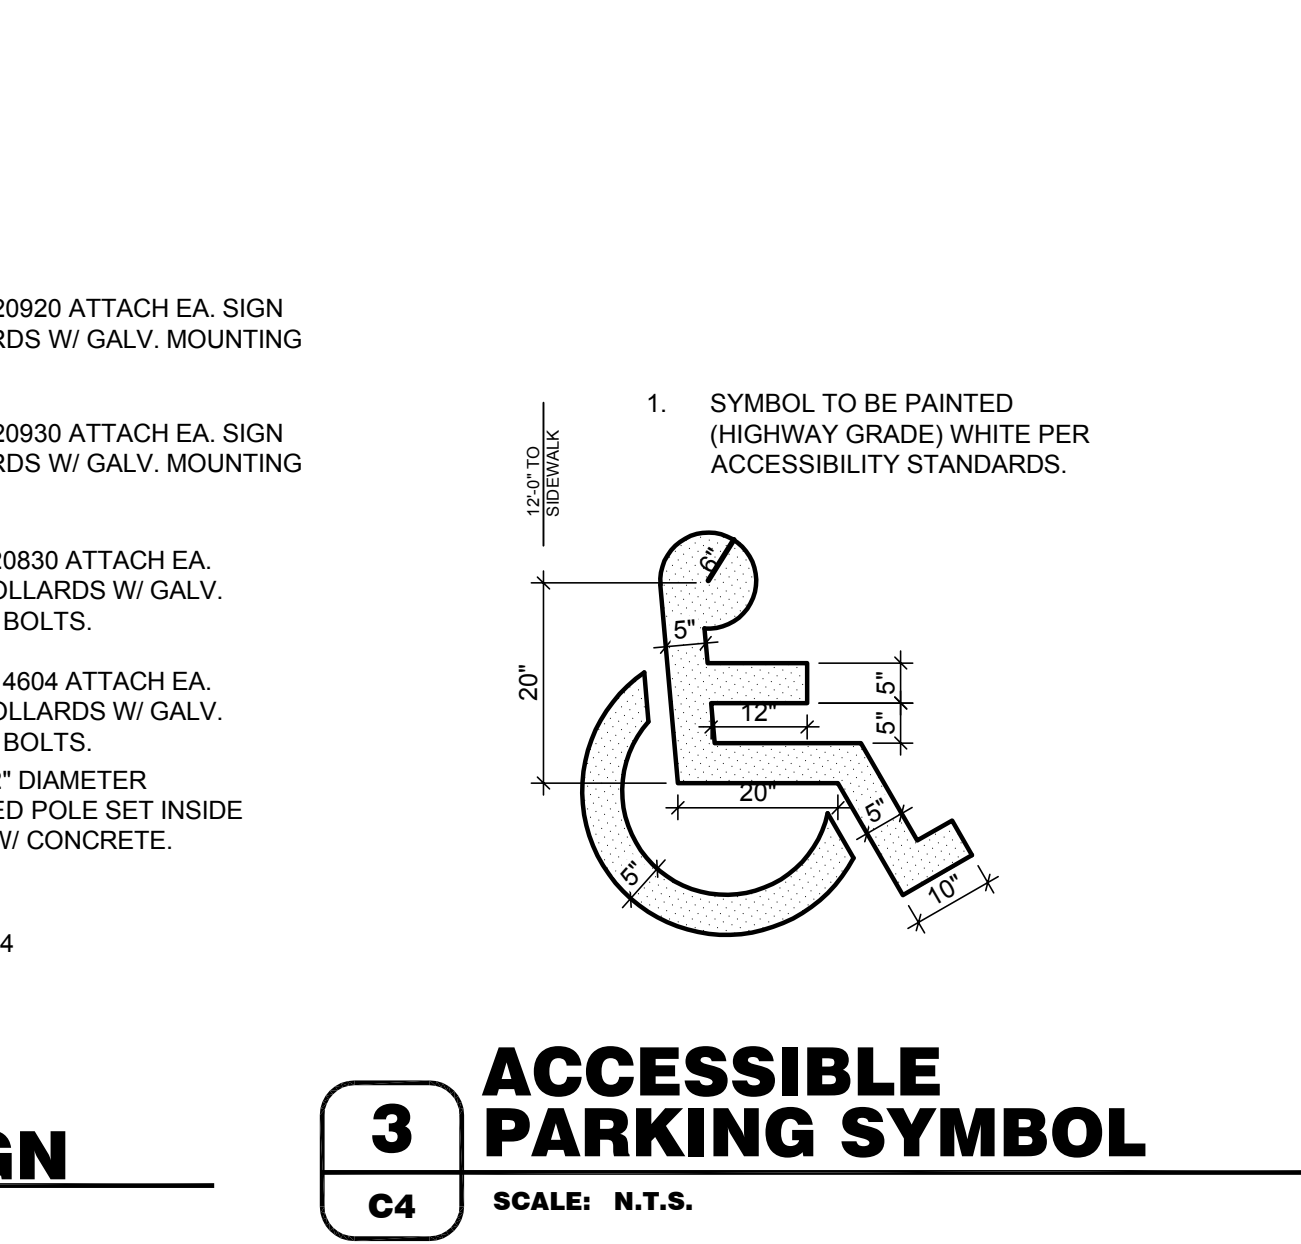 20920 ATTACH EA. SIGN
RDS W/ GALV. MOUNTING
20930 ATTACH EA. SIGN
RDS W/ GALV. MOUNTING
20830 ATTACH EA.
OLLARDS W/ GALV.
BOLTS.
4604 ATTACH EA.
OLLARDS W/ GALV.
BOLTS.
2" DIAMETER
ED POLE SET INSIDE
W/ CONCRETE.
4
GN
1. SYMBOL TO BE PAINTED
(HIGHWAY GRADE) WHITE PER
ACCESSIBILITY STANDARDS.
12'-0" TO
SIDEWALK
6"
5"
20"
5"
12"
5"
20"
5"
5"
10"
3
C4
ACCESSIBLE
PARKING SYMBOL
SCALE: N.T.S.